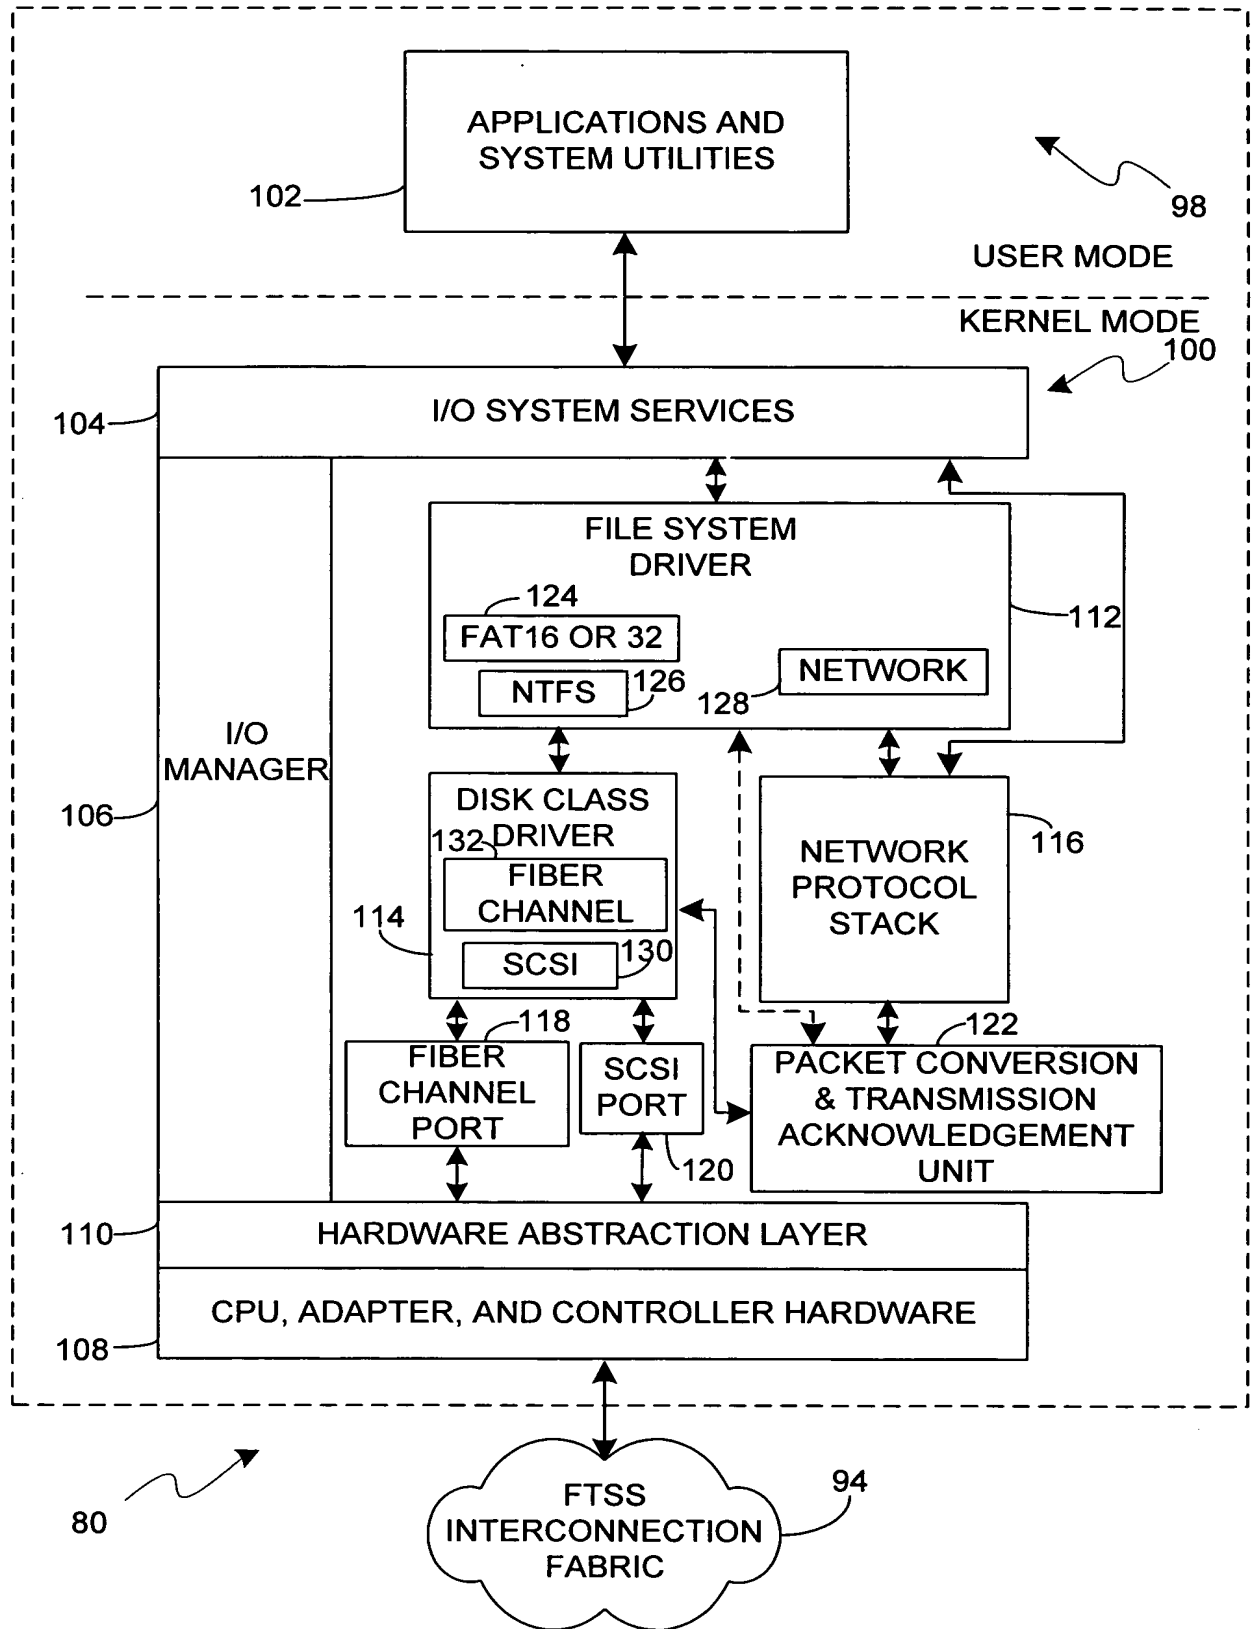 APPLICATIONS AND
SYSTEM UTILITIES
102
98
USER MODE
KERNEL MODE
100
104
I/O SYSTEM SERVICES
FILE SYSTEM
DRIVER
124
112
FAT16 OR 32
NETWORK
NTFS
126
128
I/O
MANAGER
106
DISK CLASS
DRIVER
132
FIBER
CHANNEL
114
SCSI
130
NETWORK
PROTOCOL
STACK
116
118
122
FIBER
CHANNEL
PORT
SCSI
PORT
120
PACKET CONVERSION
& TRANSMISSION
ACKNOWLEDGEMENT
UNIT
110
HARDWARE ABSTRACTION LAYER
CPU, ADAPTER, AND CONTROLLER HARDWARE
108
80
FTSS
INTERCONNECTION
FABRIC
94